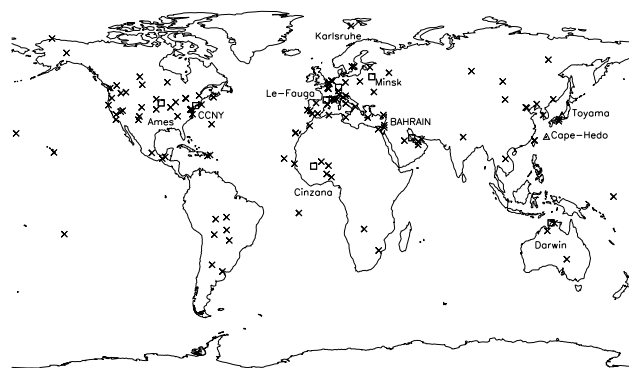 Karlsruhe
Minsk
Le-Fauga
Toyama
CCNY
BAHRAIN
Ames
Cape-Hedo
Cinzana
Darwin